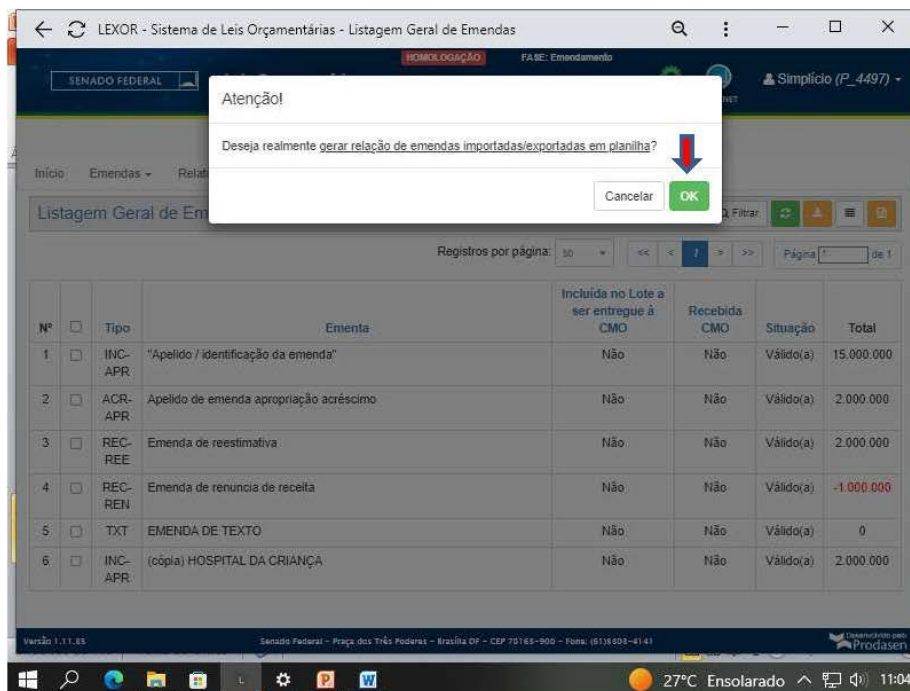 LEXOR - Sistema de Leis Orçamentárias - Listagem Geral de Emendas
HOMOLOGAÇÃO FASE: Emendamento
SENADO FEDERAL
Simplício (P_4497)
Atenção!
Deseja realmente gerar relação de emendas importadas/exportadas em planilha?
Cancelar OK
Início Emendas
Listagem Geral de Em
Filtrar
Registros por página: 50 << < 1 > >> Página 1 de 1
Nº Tipo Ementa Incluída no Lote a ser entregue à CMO Recebida CMO Situação Total
1 INC-APR "Apelido / identificação da emenda" Não Não Válido(a) 15.000.000
2 ACR-APR Apelido de emenda apropriação acréscimo Não Não Válido(a) 2.000.000
3 REC-REE Emenda de reestimativa Não Não Válido(a) 2.000.000
4 REC-REN Emenda de renuncia de receita Não Não Válido(a) -1.000.000
5 TXT EMENDA DE TEXTO Não Não Válido(a) 0
6 INC-APR (cópia) HOSPITAL DA CRIANÇA Não Não Válido(a) 2.000.000
Versão 1.11.85 Senado Federal - Praça dos Três Poderes - Brasília DF - CEP 70165-900 - Fone: (61)3303-4141 Desenvolvido pelo Prodasen
27°C Ensolarado 11:04